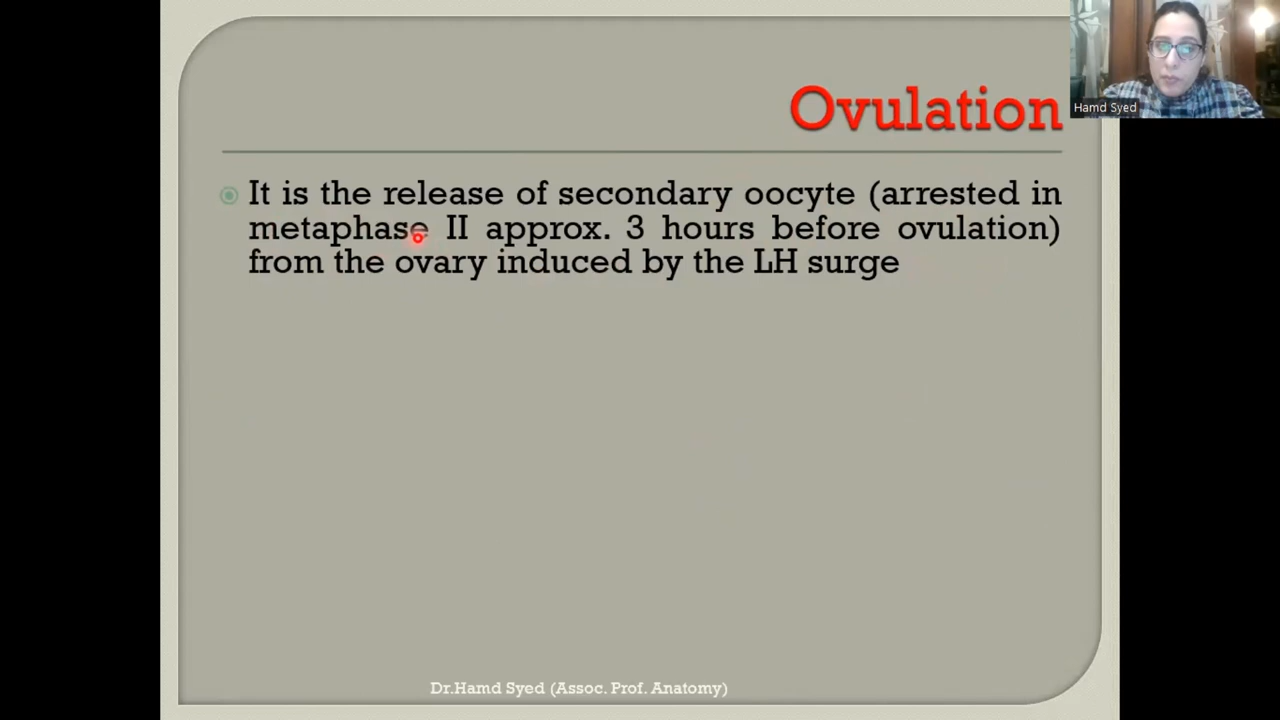 Ovulation
Hamd Syed
It is the release of secondary oocyte (arrested in
metaphase II approx. 3 hours before ovulation)
from the ovary induced by the LH surge
Dr.Hamd Syed (Assoc. Prof. Anatomy)